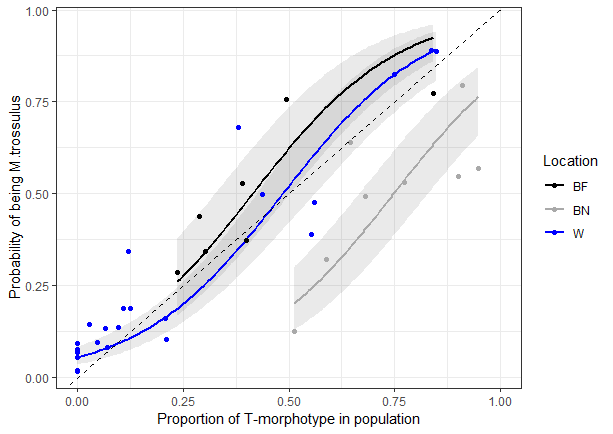 1.00
0.75
0.50
0.25
0.00
Probability of being M.trossulus
0.00
0.25
0.50
0.75
1.00
Proportion of T-morphotype in population
Location
BF
BN
W